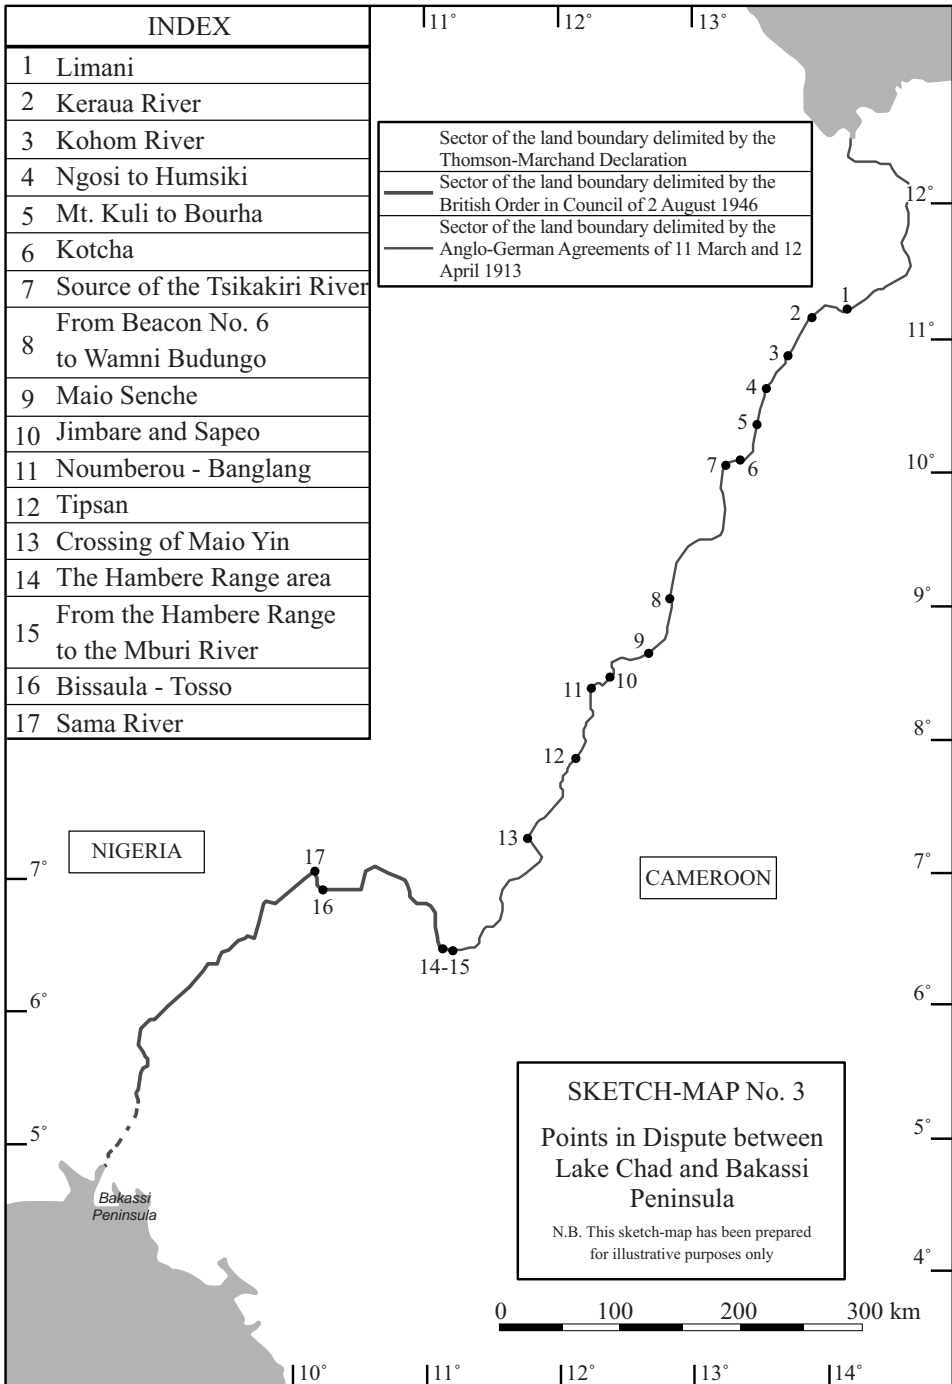 INDEX
1 Limani
2 Keraua River
3 Kohom River
4 Ngosi to Humsiki
5 Mt. Kuli to Bourha
6 Kotcha
7 Source of the Tsikakiri River
8 From Beacon No. 6
to Wamni Budungo
9 Maio Senche
10 Jimbare and Sapeo
11 Noumberou - Banglang
12 Tipsan
13 Crossing of Maio Yin
14 The Hambere Range area
15 From the Hambere Range
to the Mburi River
16 Bissaula - Tosso
17 Sama River
11° 12° 13°
Sector of the land boundary delimited by the
Thomson-Marchand Declaration
Sector of the land boundary delimited by the
British Order in Council of 2 August 1946
Sector of the land boundary delimited by the
Anglo-German Agreements of 11 March and 12
April 1913
12°
1
2
11°
3
4
5
6
7
10°
8
9°
9
10
11
8°
12
13
NIGERIA
CAMEROON
7°
7°
17
16
14-15
6°
6°
5°
5°
4°
Bakassi
Peninsula
SKETCH-MAP No. 3
Points in Dispute between
Lake Chad and Bakassi
Peninsula
N.B. This sketch-map has been prepared
for illustrative purposes only
0 100 200 300 km
10° 11° 12° 13° 14°